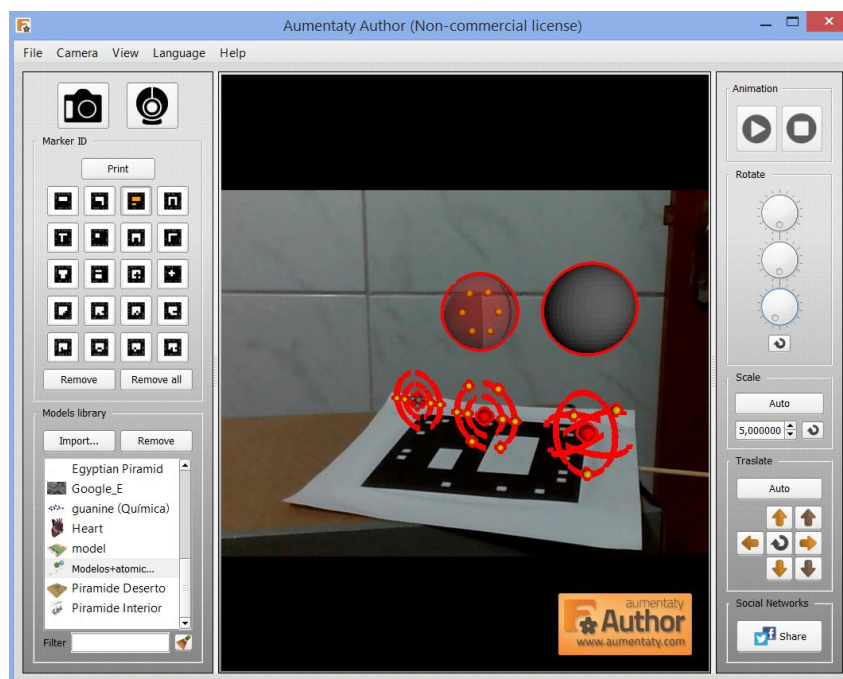 Aumentaty Author (Non-commercial license)
File Camera View Language Help
Marker ID
Print
Remove Remove all
Models library
Import... Remove
Egyptian Piramid
Google_E
guanine (Química)
Heart
model
Modelos+atomic...
Piramide Deserto
Piramide Interior
Filter
aumentaty
Author
www.aumentaty.com
Animation
Rotate
Scale
Auto
5,000000
Traslate
Auto
Social Networks
Share